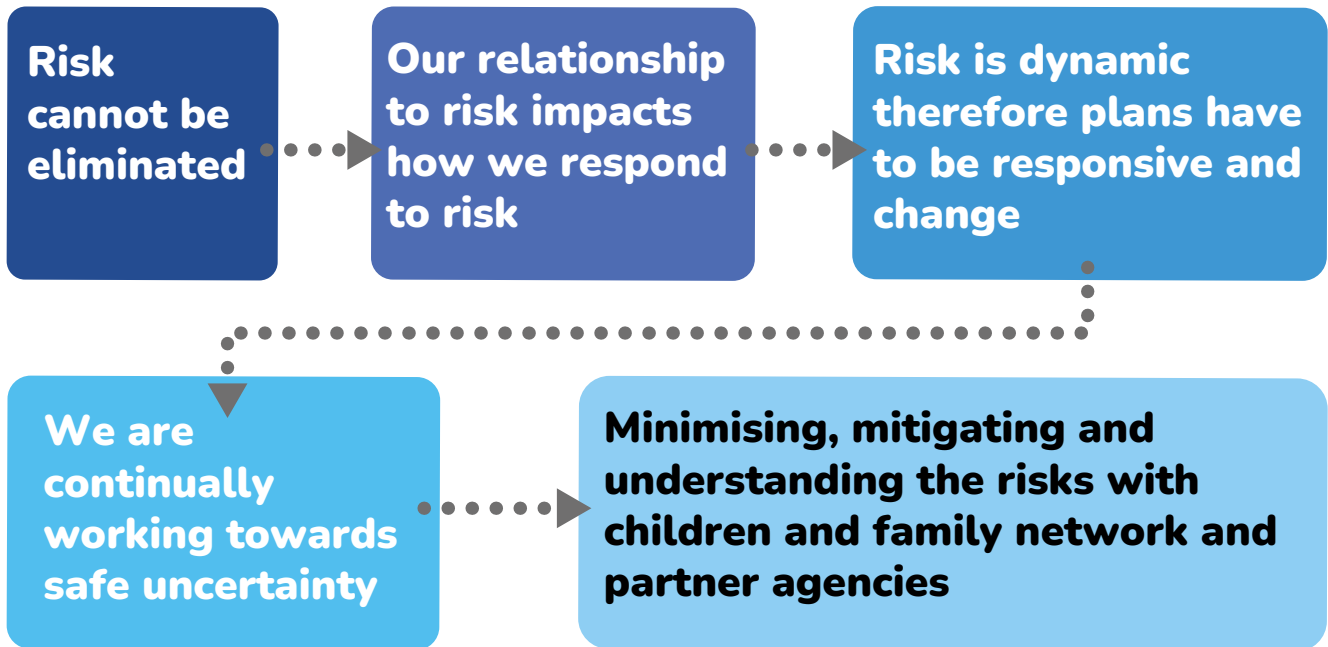 Risk
cannot be
eliminated
Our relationship
to risk impacts
how we respond
to risk
Risk is dynamic
therefore plans have
to be responsive and
change
We are
continually
working towards
safe uncertainty
Minimising, mitigating and
understanding the risks with
children and family network and
partner agencies